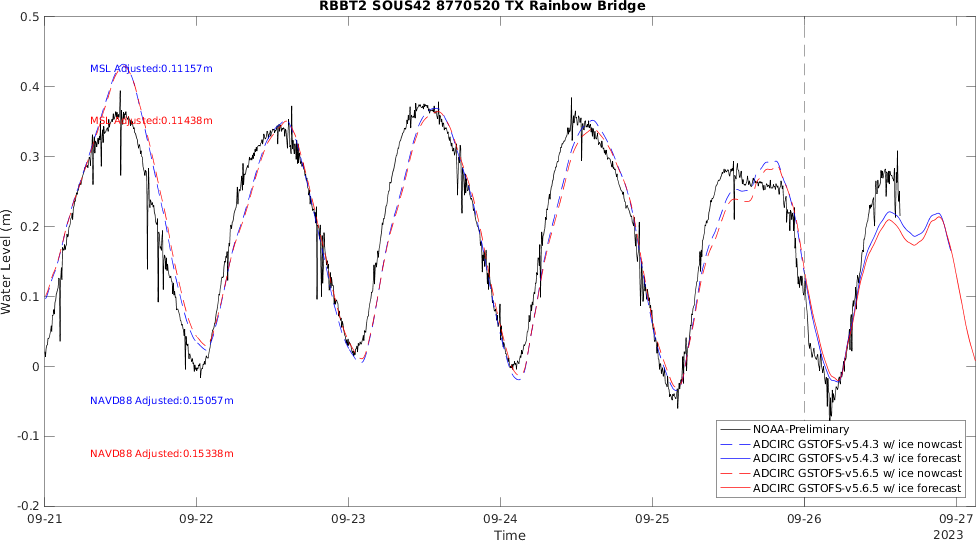 RBBT2 SOUS42 8770520 TX Rainbow Bridge
0.5
0.4
0.3
0.2
0.1
0
-0.1
-0.2
Water Level (m)
MSL Adjusted:0.11157m
MSL Adjusted:0.11438m
NAVD88 Adjusted:0.15057m
NAVD88 Adjusted:0.15338m
NOAA-Preliminary
ADCIRC GSTOFS-v5.4.3 w/ ice nowcast
ADCIRC GSTOFS-v5.4.3 w/ ice forecast
ADCIRC GSTOFS-v5.6.5 w/ ice nowcast
ADCIRC GSTOFS-v5.6.5 w/ ice forecast
09-21 09-22 09-23 09-24 09-25 09-26 09-27
Time
2023